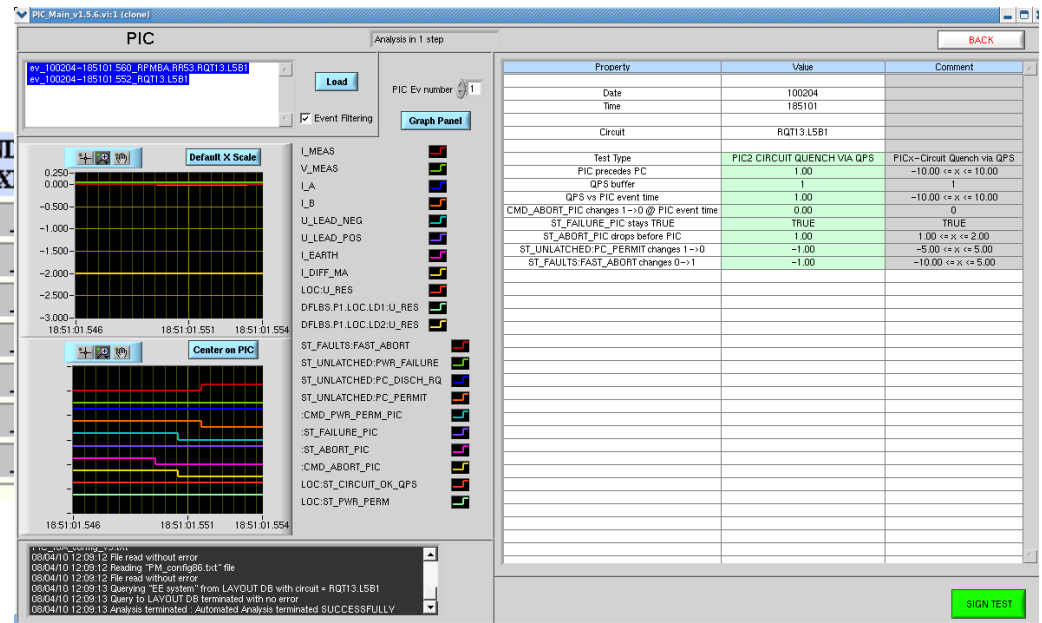 PIC_Main_v1.5.6.vi:1 (clone)
PIC
Analysis in 1 step
BACK
ev_100204-185101.560_RPMBA.RR53.RQT13.L5B1
ev_100204-185101.552_RQT13.L5B1
Load
Event Filtering
PIC Ev number 1
Graph Panel
Default X Scale
0.250
0.000
-0.500
-1.000
-1.500
-2.000
-2.500
-3.000
18:51:01.546 18:51:01.551 18:51:01.554
I_MEAS
V_MEAS
I_A
I_B
U_LEAD_NEG
U_LEAD_POS
I_EARTH
I_DIFF_MA
LOC:U_RES
DFLBS.P1.LOC.LD1:U_RES
DFLBS.P1.LOC.LD2:U_RES
Center on PIC
18:51:01.546 18:51:01.551 18:51:01.554
ST_FAULTS:FAST_ABORT
ST_UNLATCHED:PWR_FAILURE
ST_UNLATCHED:PC_DISCH_RQ
ST_UNLATCHED:PC_PERMIT
:CMD_PWR_PERM_PIC
:ST_FAILURE_PIC
:ST_ABORT_PIC
:CMD_ABORT_PIC
LOC:ST_CIRCUIT_OK_QPS
LOC:ST_PWR_PERM
08/04/10 12:09:12 File read without error
08/04/10 12:09:12 Reading "PM_config86.txt" file
08/04/10 12:09:12 File read without error
08/04/10 12:09:13 Querying "EE system" from LAYOUT DB with circuit = RQT13.L5B1
08/04/10 12:09:13 Query to LAYOUT DB terminated with no error
08/04/10 12:09:13 Analysis terminated : Automated Analysis terminated SUCCESSFULLY
Property Value Comment
Date 100204
Time 185101
Circuit RQT13.L5B1
Test Type PIC2 CIRCUIT QUENCH VIA QPS PICx-Circuit Quench via QPS
PIC precedes PC 1.00 -10.00 <= x <= 10.00
QPS buffer 1 1
QPS vs PIC event time 1.00 -10.00 <= x <= 10.00
CMD_ABORT_PIC changes 1->0 @ PIC event time 0.00 0
ST_FAILURE_PIC stays TRUE TRUE TRUE
ST_ABORT_PIC drops before PIC 1.00 1.00 <= x <= 2.00
ST_UNLATCHED:PC_PERMIT changes 1->0 -1.00 -5.00 <= x <= 5.00
ST_FAULTS:FAST_ABORT changes 0->1 -1.00 -10.00 <= x <= 5.00
SIGN TEST